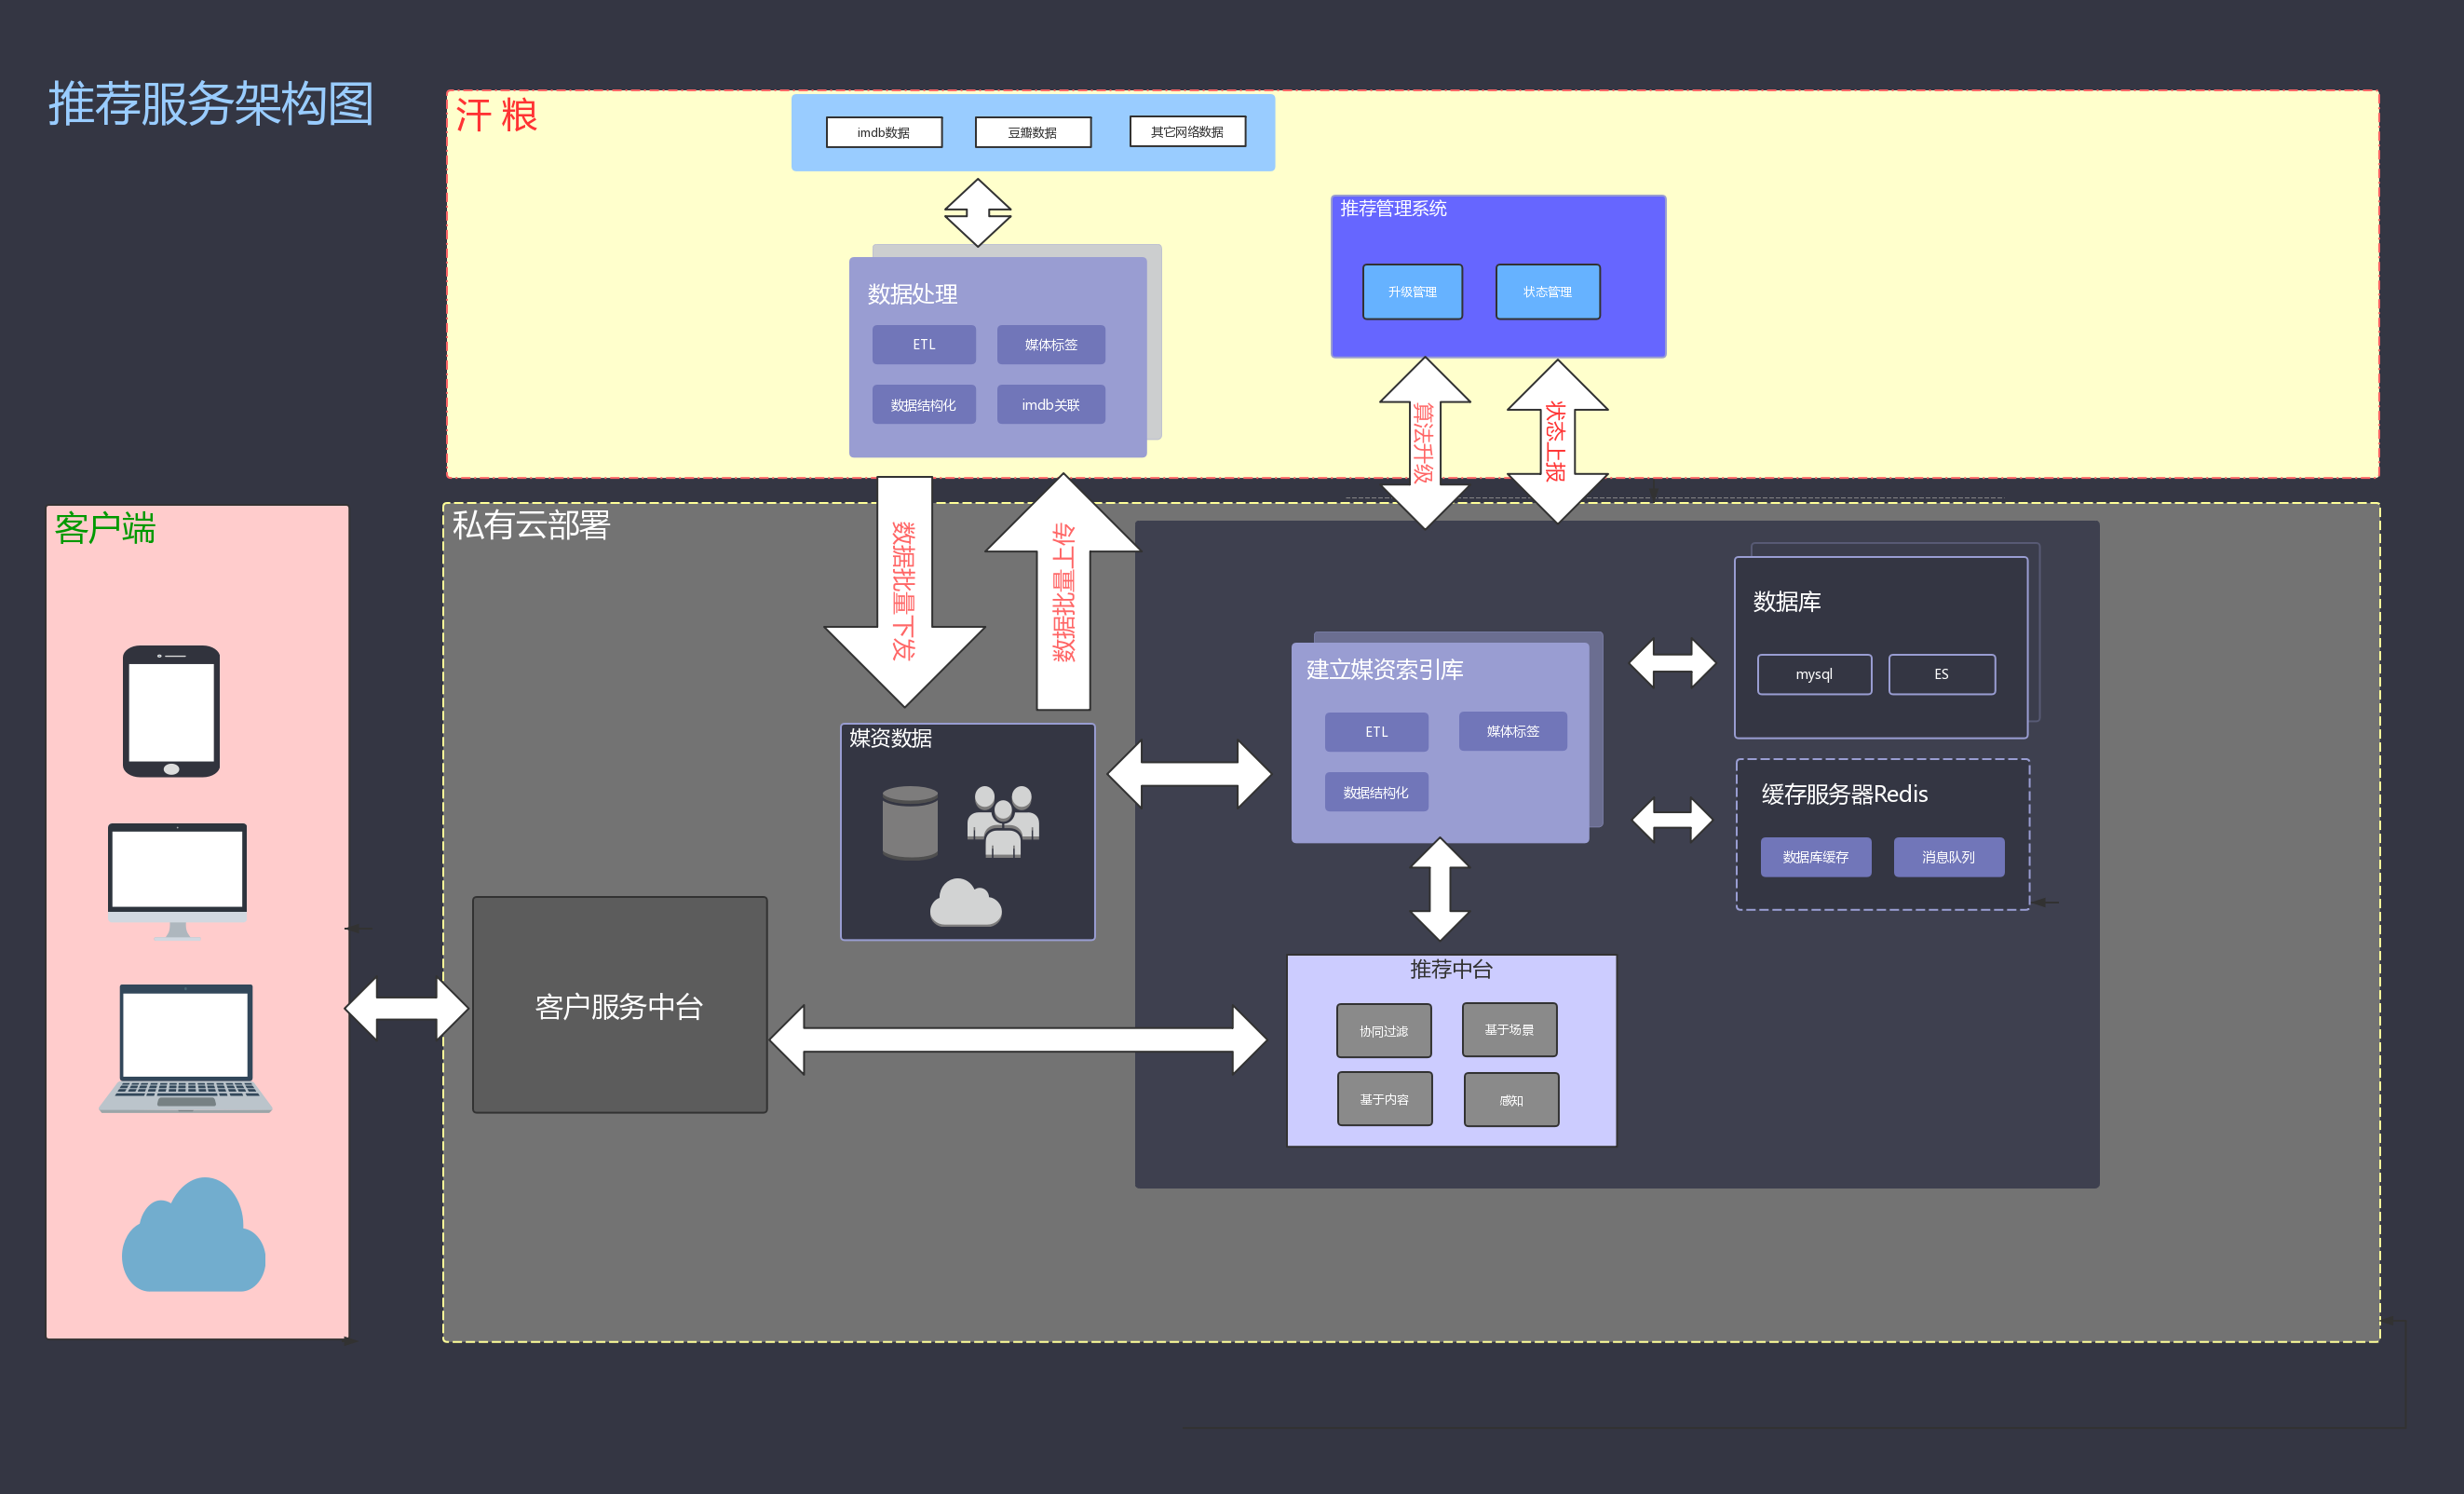 推荐服务架构图
汗 粮
imdb数据
豆瓣数据
其它网络数据
推荐管理系统
升级管理
状态管理
数据处理
ETL
媒体标签
数据结构化
imdb关联
算法升级
状态上报
客户端
私有云部署
数据批量下发
数据批量上传
数据库
mysql
ES
建立媒资索引库
ETL
媒体标签
数据结构化
媒资数据
缓存服务器Redis
数据库缓存
消息队列
客户服务中台
推荐中台
协同过滤
基于场景
基于内容
感知